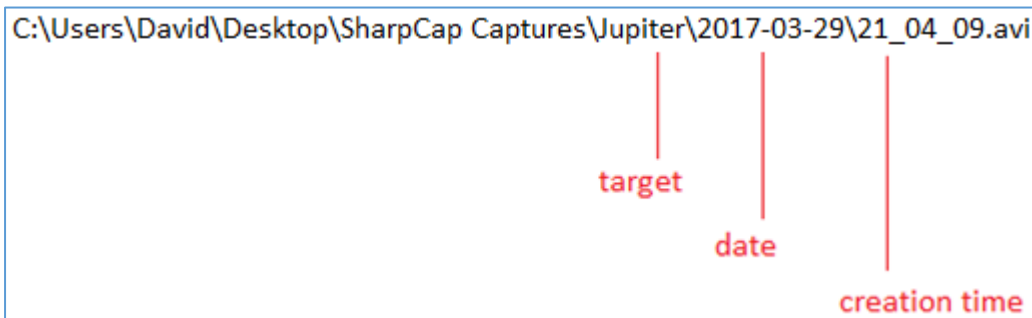 C:\Users\David\Desktop\SharpCap Captures\Jupiter\2017-03-29\21_04_09.avi
target
date
creation time